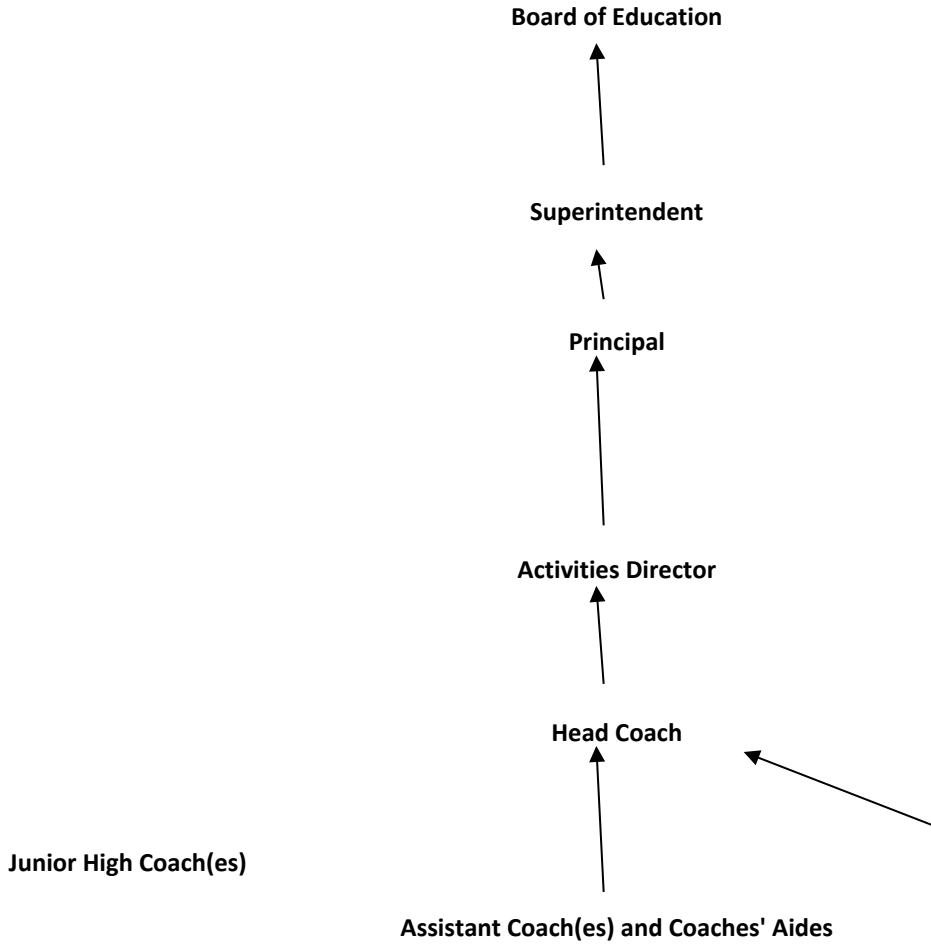 Board of Education
Superintendent
Principal
Activities Director
Head Coach
Junior High Coach(es)
Assistant Coach(es) and Coaches' Aides